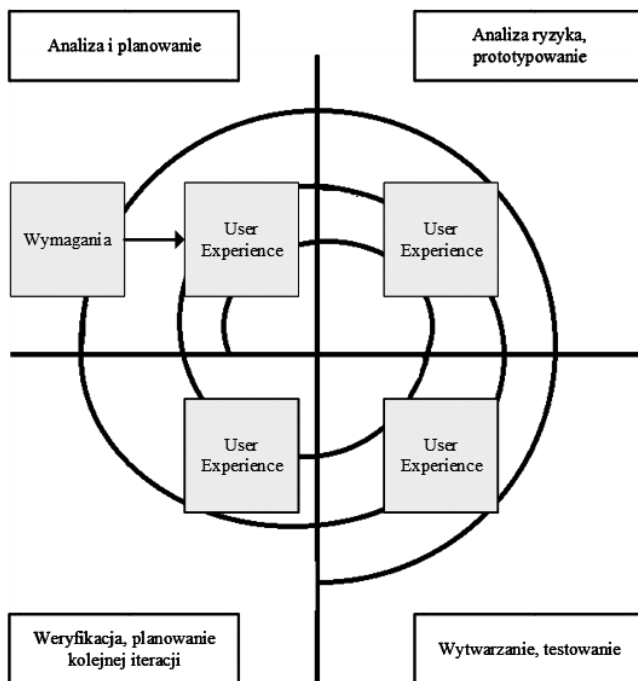 Analiza i planowanie
Analiza ryzyka,
prototypowanie
Wymagania
User
Experience
User
Experience
User
Experience
User
Experience
Weryfikacja, planowanie
kolejnej iteracji
Wytwarzanie, testowanie